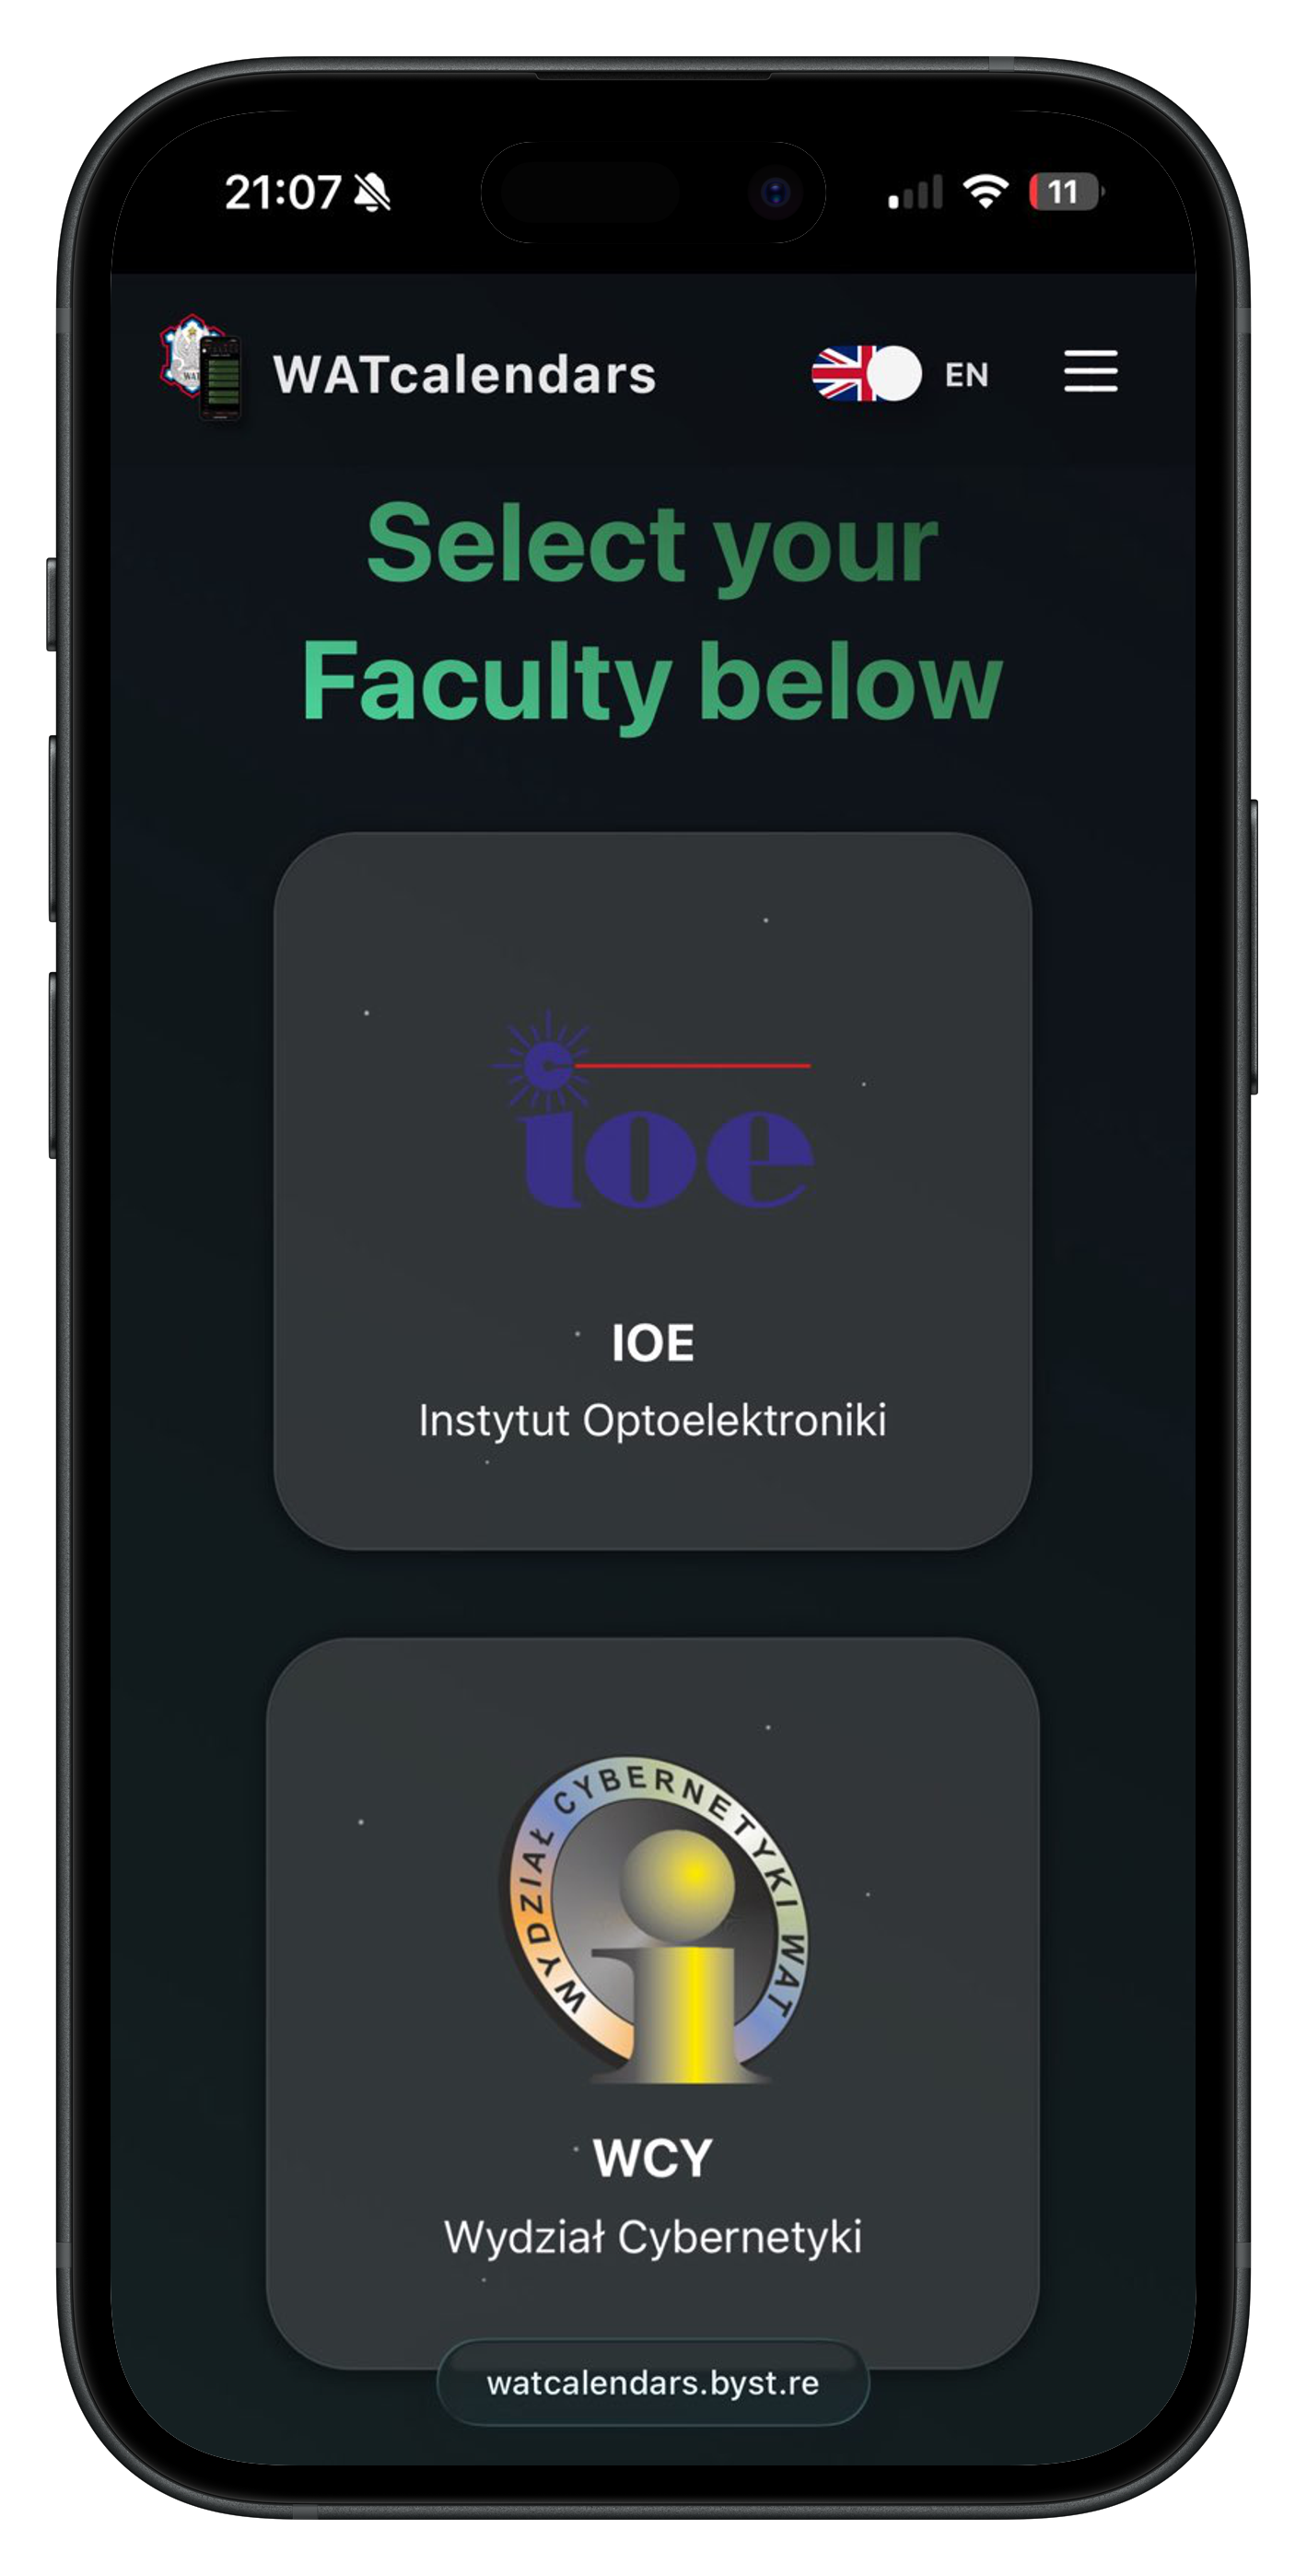 21:07
11
WATcalendars
EN
Select your
Faculty below
ioe
IOE
Instytut Optoelektroniki
WYDZIAŁ CYBERNETYKI WAT
i
WCY
Wydział Cybernetyki
watcalendars.byst.re